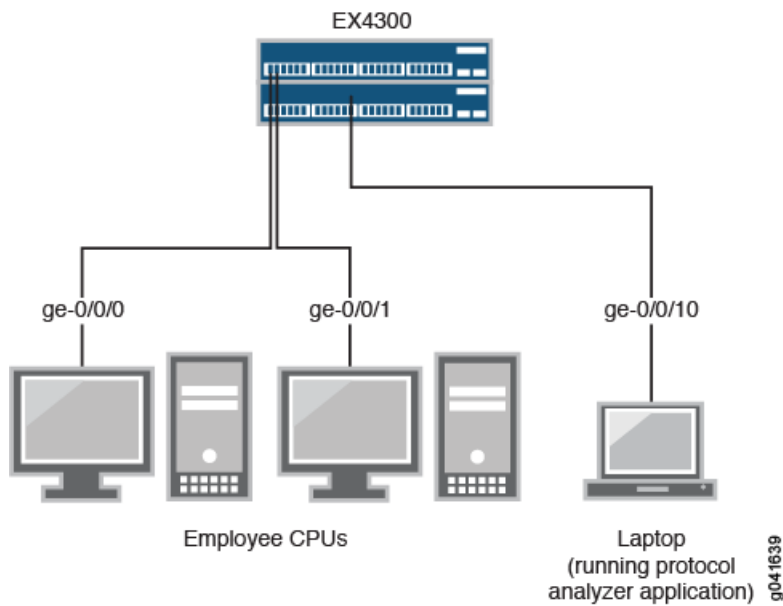 EX4300
ge-0/0/0
ge-0/0/1
ge-0/0/10
Employee CPUs
Laptop
(running protocol
analyzer application)
g041639